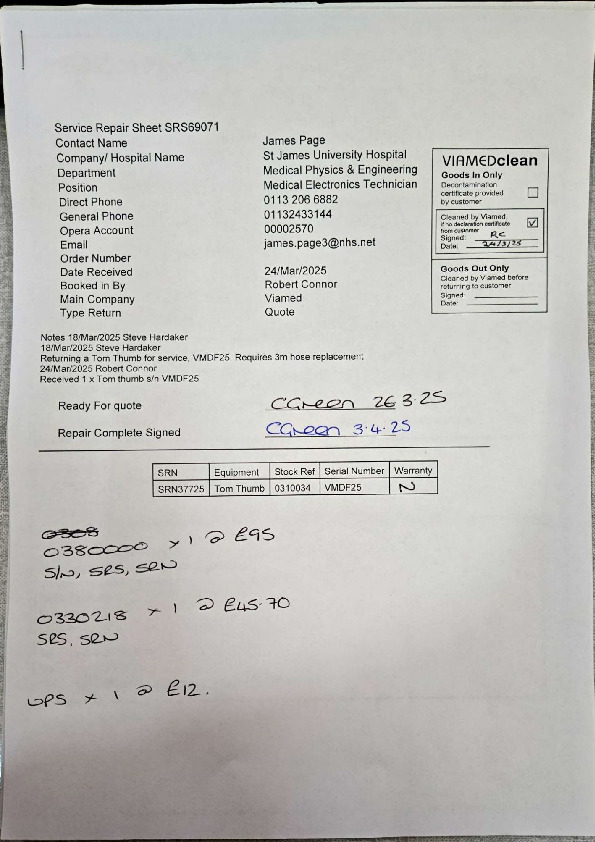 Service Repair Sheet SRS69071
Contact Name James Page
Company/ Hospital Name St James University Hospital
Department Medical Physics & Engineering
Position Medical Electronics Technician
Direct Phone 0113 206 6882
General Phone 01132433144
Opera Account 00002570
Email james.page3@nhs.net
Order Number
Date Received 24/Mar/2025
Booked in By Robert Connor
Main Company Viamed
Type Return Quote
VIAMEDclean
Goods In Only
Decontamination
certificate provided
by customer
Cleaned by Viamed,
if no declaration certificate
from customer
Signed: RC
Date: 24/3/25
Goods Out Only
Cleaned by Viamed before
returning to customer
Signed:
Date:
Notes 18/Mar/2025 Steve Hardaker
18/Mar/2025 Steve Hardaker
Returning a Tom Thumb for service, VMDF25 Requires 3m hose replacement
24/Mar/2025 Robert Connor
Received 1 x Tom thumb s/n VMDF25
Ready For quote CGreen 26 3.25
Repair Complete Signed CGreen 3.4.25
SRN Equipment Stock Ref Serial Number Warranty
SRN37725 Tom Thumb 0310034 VMDF25 N
0380000 x 1 @ £95
S/N, SRS, SRN
0330218 x 1 @ £45.70
SRS, SRN
UPS x 1 @ £12.